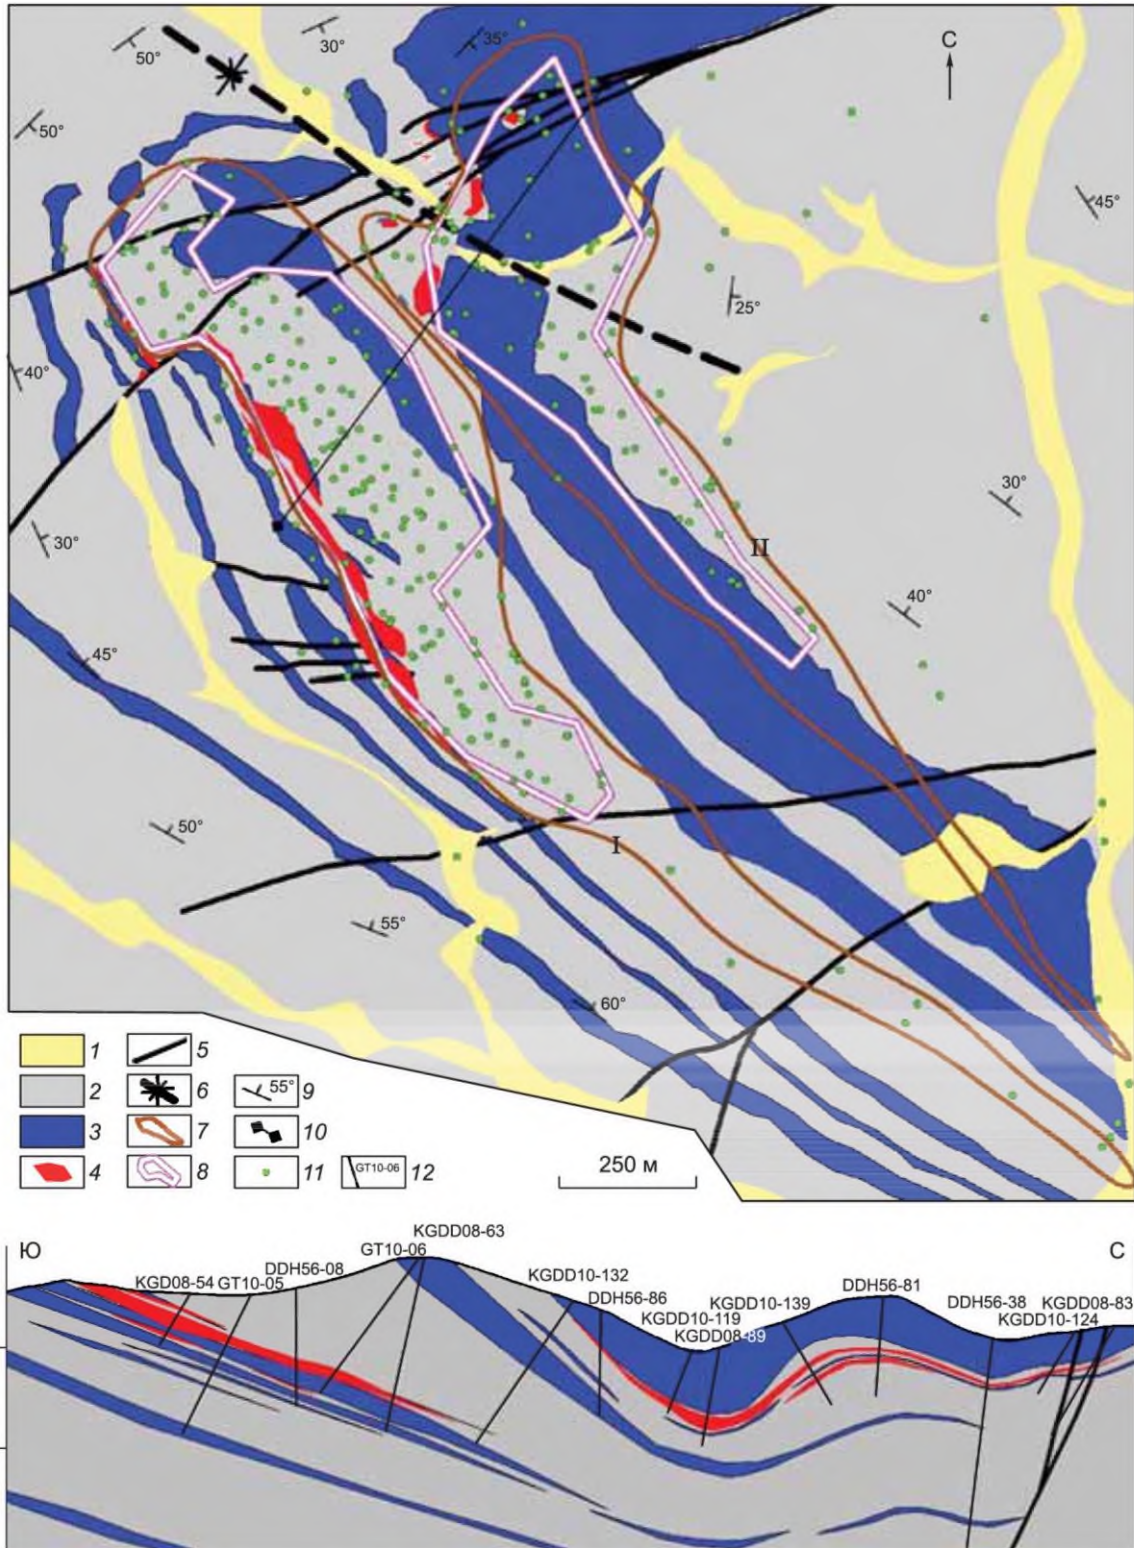 С
50°
30°
35°
50°
45°
25°
40°
30°
30°
II
40°
45°
I
50°
55°
60°
1
5
2
6
55° 9
3
7
10
4
8
11
GT10-06 12
250 м
Ю
С
KGDD08-63
GT10-06
DDH56-08
KGD08-54
GT10-05
KGDD10-132
DDH56-86
KGDD10-119
KGDD08-89
KGDD10-139
DDH56-81
DDH56-38
KGDD08-83
KGDD10-124